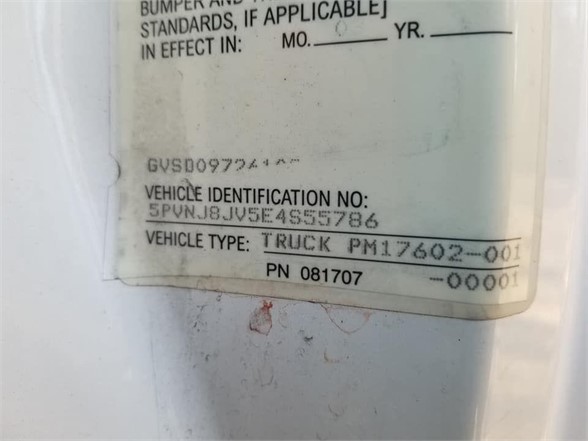 BUMPER AND
STANDARDS, IF APPLICABLE]
IN EFFECT IN: MO. 0 YR.
VEHICLE IDENTIFICATION NO:
5PVNJ8JV5E4S55786
VEHICLE TYPE: TRUCK PM17602-001
PN 081707 -00001